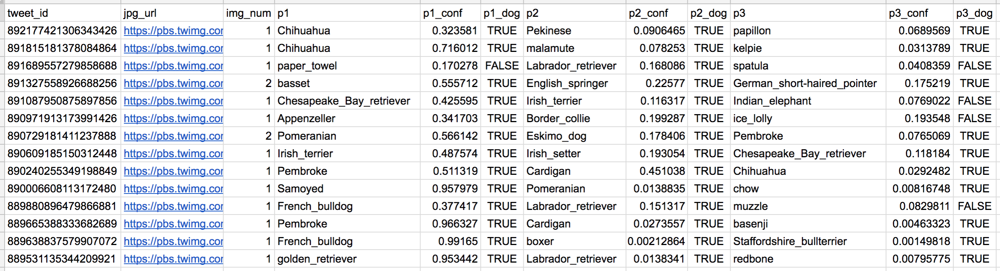 tweet_id jpg_url img_num p1 p1_conf p1_dog p2 p2_conf p2_dog p3 p3_conf p3_dog
892177421306343426 https://pbs.twimg.cor 1 Chihuahua 0.323581 TRUE Pekinese 0.0906465 TRUE papillon 0.0689569 TRUE
891815181378084864 https://pbs.twimg.cor 1 Chihuahua 0.716012 TRUE malamute 0.078253 TRUE kelpie 0.0313789 TRUE
891689557279858688 https://pbs.twimg.cor 1 paper_towel 0.170278 FALSE Labrador_retriever 0.168086 TRUE spatula 0.0408359 FALSE
891327558926688256 https://pbs.twimg.cor 2 basset 0.555712 TRUE English_springer 0.22577 TRUE German_short-haired_pointer 0.175219 TRUE
891087950875897856 https://pbs.twimg.cor 1 Chesapeake_Bay_retriever 0.425595 TRUE Irish_terrier 0.116317 TRUE Indian_elephant 0.0769022 FALSE
890971913173991426 https://pbs.twimg.cor 1 Appenzeller 0.341703 TRUE Border_collie 0.199287 TRUE ice_lolly 0.193548 FALSE
890729181411237888 https://pbs.twimg.cor 2 Pomeranian 0.566142 TRUE Eskimo_dog 0.178406 TRUE Pembroke 0.0765069 TRUE
890609185150312448 https://pbs.twimg.cor 1 Irish_terrier 0.487574 TRUE Irish_setter 0.193054 TRUE Chesapeake_Bay_retriever 0.118184 TRUE
890240255349198849 https://pbs.twimg.cor 1 Pembroke 0.511319 TRUE Cardigan 0.451038 TRUE Chihuahua 0.0292482 TRUE
890006608113172480 https://pbs.twimg.cor 1 Samoyed 0.957979 TRUE Pomeranian 0.0138835 TRUE chow 0.00816748 TRUE
889880896479866881 https://pbs.twimg.cor 1 French_bulldog 0.377417 TRUE Labrador_retriever 0.151317 TRUE muzzle 0.0829811 FALSE
889665388333682689 https://pbs.twimg.cor 1 Pembroke 0.966327 TRUE Cardigan 0.0273557 TRUE basenji 0.00463323 TRUE
889638837579907072 https://pbs.twimg.cor 1 French_bulldog 0.99165 TRUE boxer 0.00212864 TRUE Staffordshire_bullterrier 0.00149818 TRUE
889531135344209921 https://pbs.twimg.cor 1 golden_retriever 0.953442 TRUE Labrador_retriever 0.0138341 TRUE redbone 0.00795775 TRUE